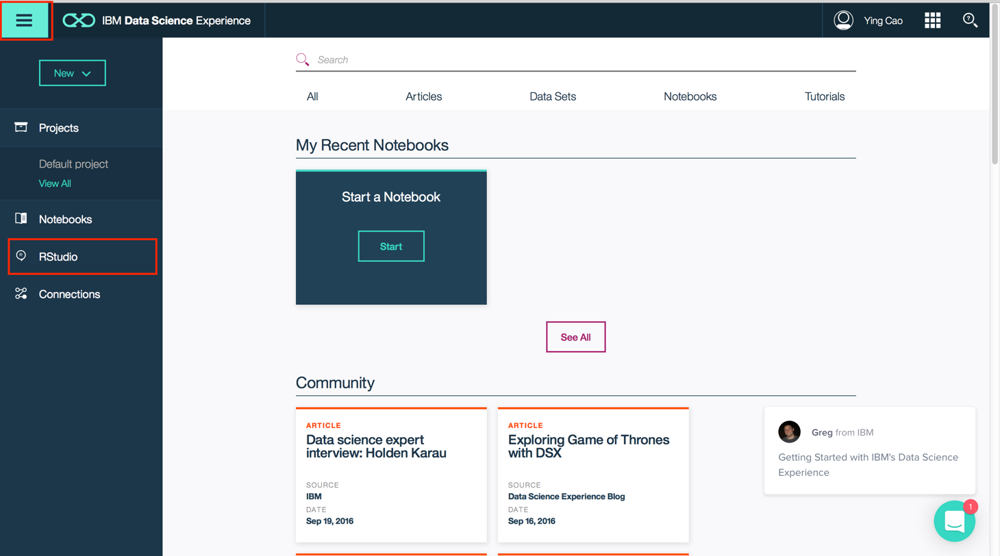 IBM Data Science Experience
Ying Cao
?
New
Search
All
Articles
Data Sets
Notebooks
Tutorials
Projects
Default project
View All
Notebooks
R
RStudio
Connections
My Recent Notebooks
Start a Notebook
Start
See All
Community
ARTICLE
Data science expert
interview: Holden Karau
SOURCE
IBM
DATE
Sep 19, 2016
ARTICLE
Exploring Game of Thrones
with DSX
SOURCE
Data Science Experience Blog
DATE
Sep 16, 2016
Greg from IBM
Getting Started with IBM's Data Science
Experience
1